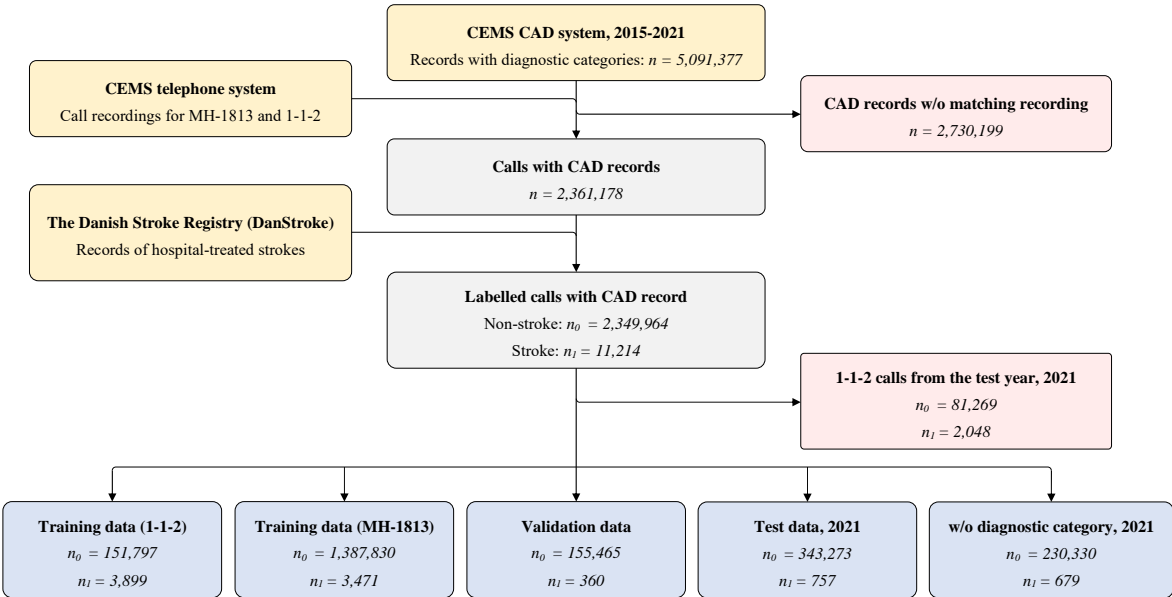 CEMS CAD system, 2015-2021
Records with diagnostic categories: n = 5,091,377
CEMS telephone system
Call recordings for MH-1813 and 1-1-2
CAD records w/o matching recording
n = 2,730,199
Calls with CAD records
n = 2,361,178
The Danish Stroke Registry (DanStroke)
Records of hospital-treated strokes
Labelled calls with CAD record
Non-stroke: n₀ = 2,349,964
Stroke: n₁ = 11,214
1-1-2 calls from the test year, 2021
n₀ = 81,269
n₁ = 2,048
Training data (1-1-2)
n₀ = 151,797
n₁ = 3,899
Training data (MH-1813)
n₀ = 1,387,830
n₁ = 3,471
Validation data
n₀ = 155,465
n₁ = 360
Test data, 2021
n₀ = 343,273
n₁ = 757
w/o diagnostic category, 2021
n₀ = 230,330
n₁ = 679